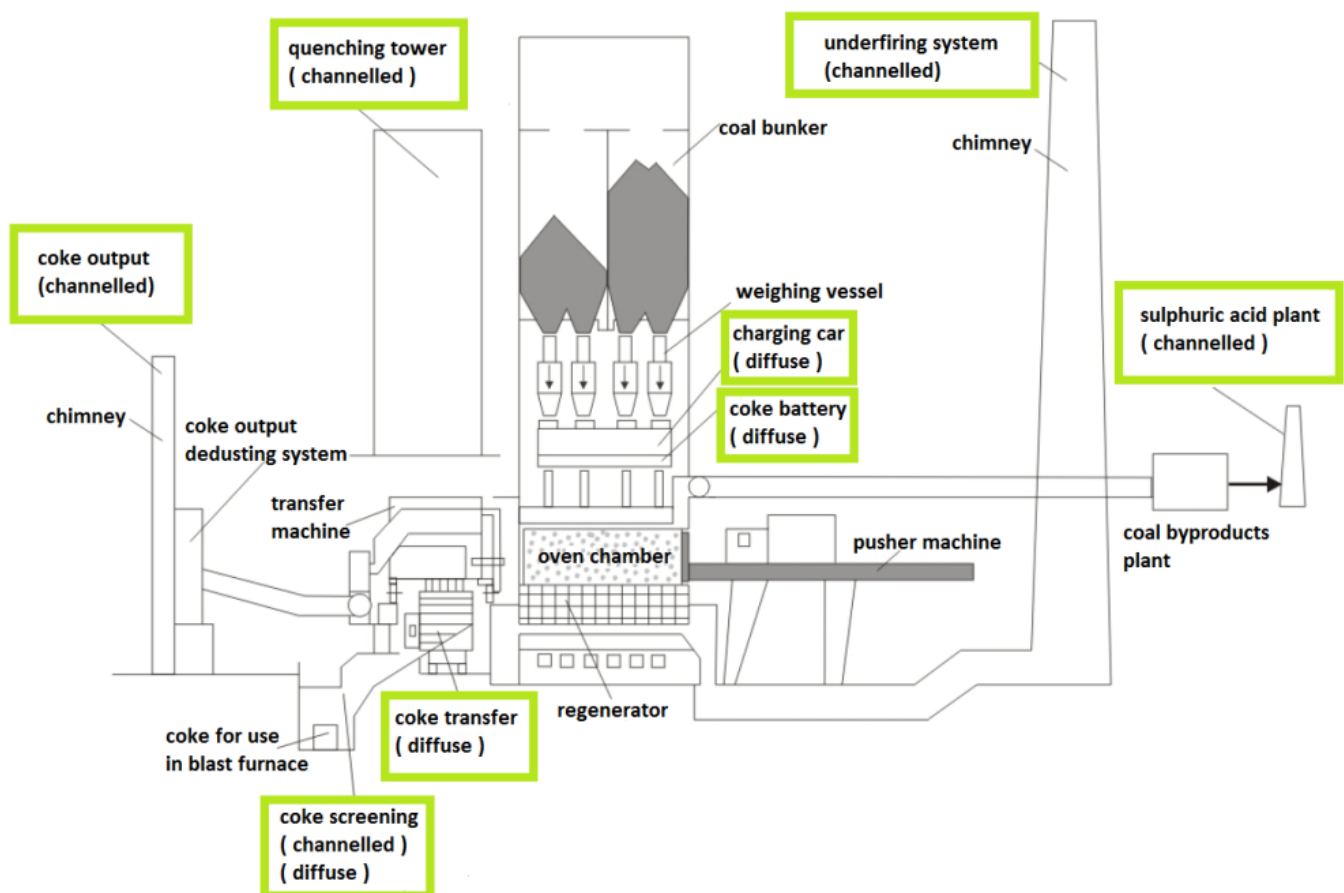 quenching tower
( channelled )
underfiring system
(channelled)
coal bunker
chimney
coke output
(channelled)
weighing vessel
sulphuric acid plant
( channelled )
charging car
( diffuse )
chimney
coke output
dedusting system
coke battery
( diffuse )
transfer
machine
oven chamber
pusher machine
coal byproducts
plant
regenerator
coke transfer
( diffuse )
coke for use
in blast furnace
coke screening
( channelled )
( diffuse )